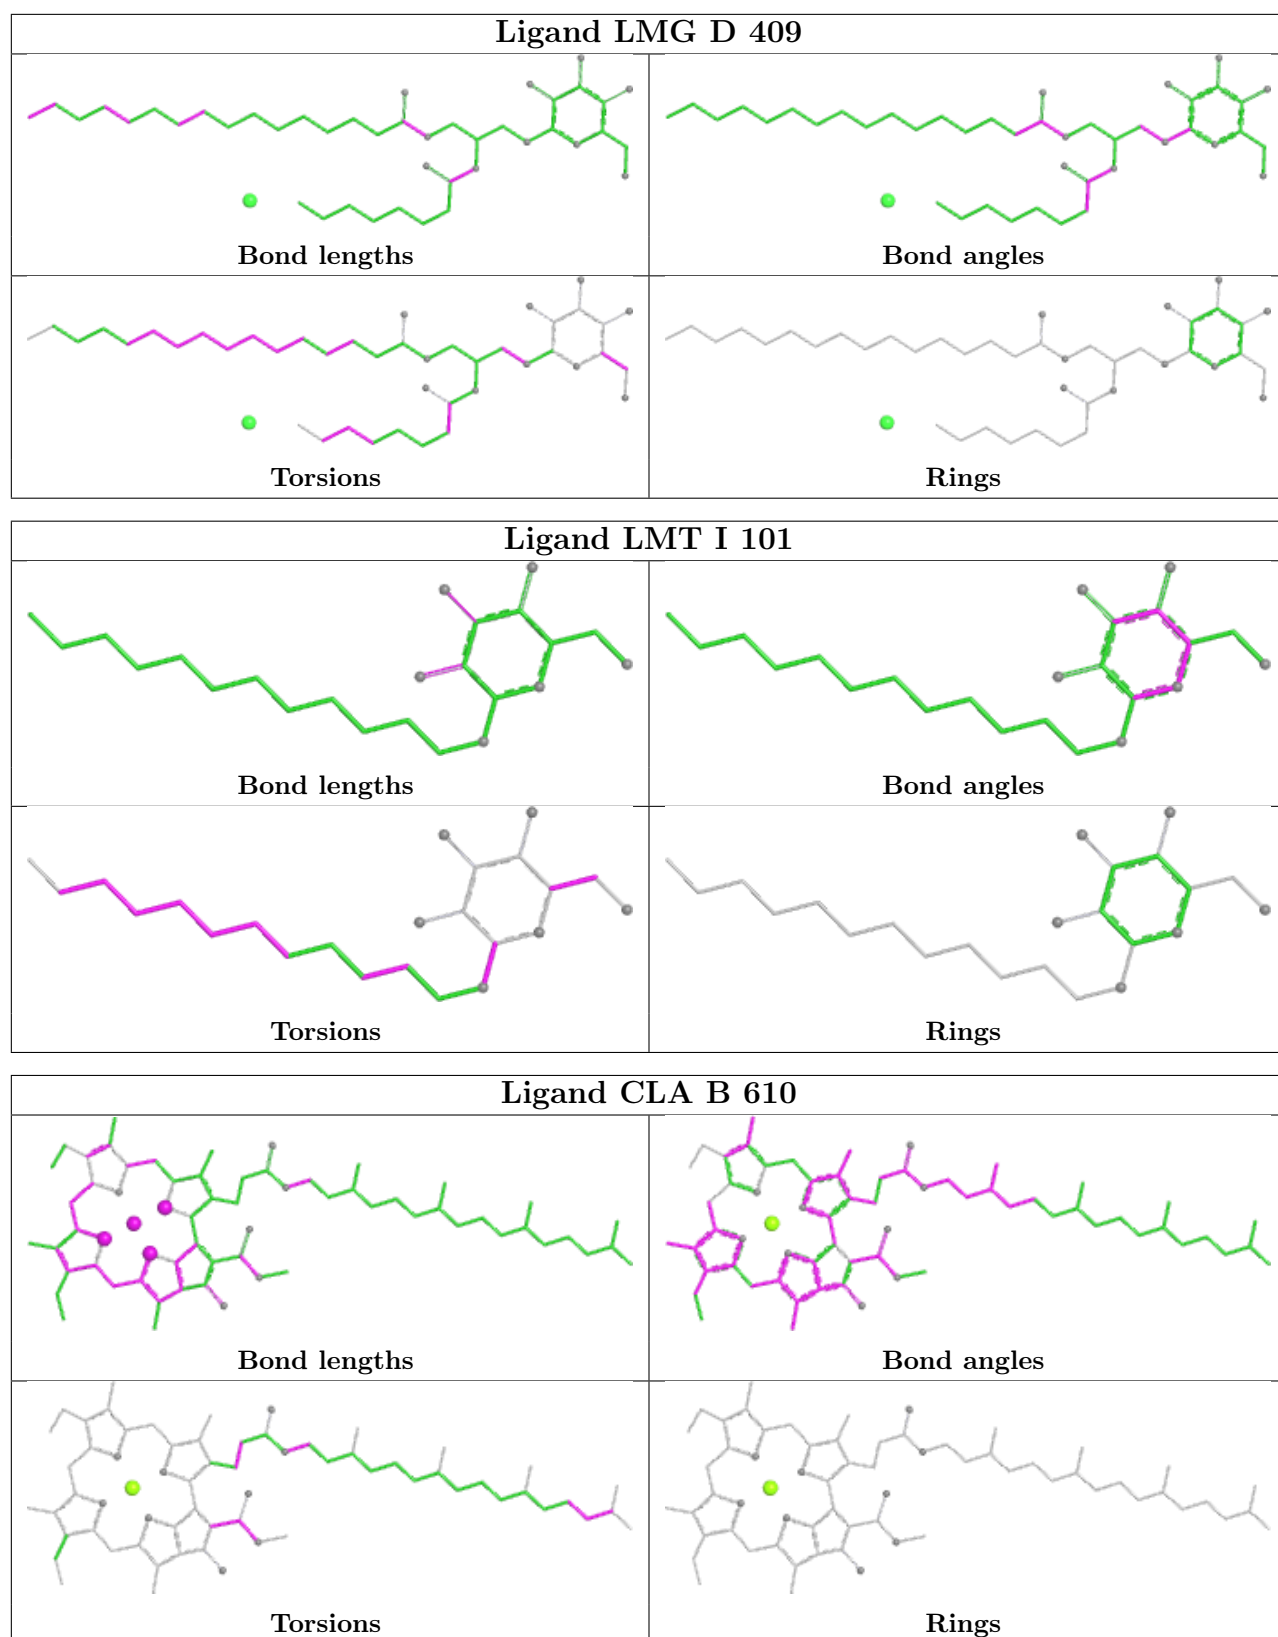 Ligand LMG D 409
Bond lengths
Bond angles
Torsions
Rings
Ligand LMT I 101
Bond lengths
Bond angles
Torsions
Rings
Ligand CLA B 610
Bond lengths
Bond angles
Torsions
Rings